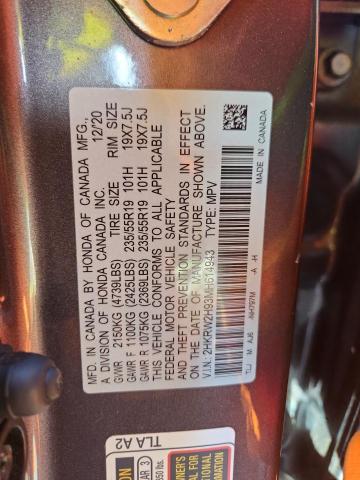 MFD. IN CANADA BY HONDA OF CANADA MFG.,
A DIVISION OF HONDA CANADA INC. 12/20
TIRE SIZE RIM SIZE
GVWR 2150KG (4739LBS)
GAWR F 1100KG (2425LBS) 235/55R19 101H 19X7.5J
GAWR R 1075KG (2369LBS) 235/55R19 101H 19X7.5J
THIS VEHICLE CONFORMS TO ALL APPLICABLE
FEDERAL MOTOR VEHICLE SAFETY
AND THEFT PREVENTION STANDARDS IN EFFECT
ON THE DATE OF MANUFACTURE SHOWN ABOVE.
V.I.N: 2HKRW2H93MH614943 TYPE: MPV
TLJ M AJ6 -A -H
MADE IN CANADA
TLA A2